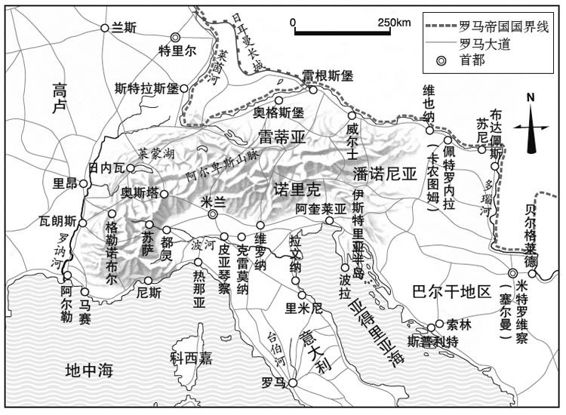 0
250km
罗马帝国国界线
罗马大道
首都
N
兰斯
特里尔
日耳曼长城
莱茵河
高卢
斯特拉斯堡
雷根斯堡
奥格斯堡
雷蒂亚
威尔士
维也纳
佩特罗内拉
(卡农图姆)
布达佩斯
苏尼
多瑙河
莱蒙湖
日内瓦
阿尔卑斯山脉
诺里克
潘诺尼亚
里昂
奥斯塔
米兰
阿奎莱亚
伊斯特里亚半岛
瓦朗斯
格勒诺布尔
苏萨
都灵
波河
皮亚琴察
克雷莫纳
维罗纳
拉文纳
波拉
贝尔格莱德
罗讷河
热那亚
里米尼
巴尔干地区
米特罗维察
(塞尔曼)
阿尔勒
马赛
尼斯
亚得里亚海
索林
斯普利特
地中海
科西嘉
台伯河
意大利
罗马